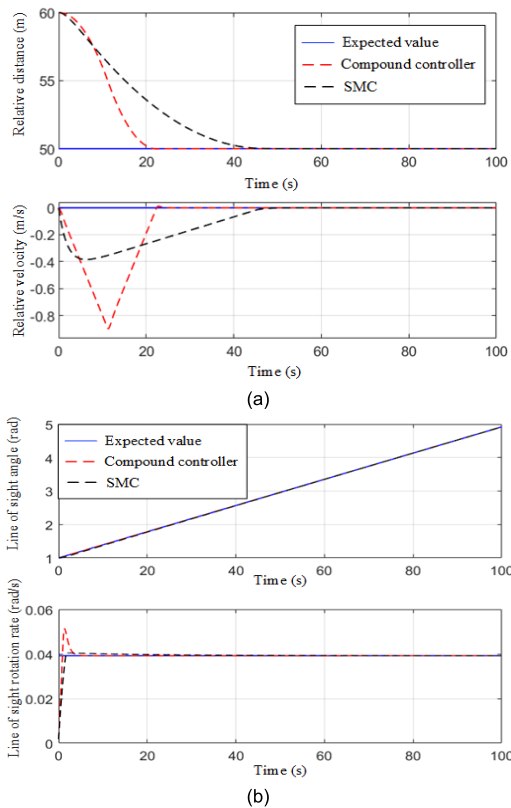 Relative distance (m)
60
55
50
Expected value
Compound controller
SMC
0 20 40 60 80 100
Time (s)
Relative velocity (m/s)
0
-0.2
-0.4
-0.6
-0.8
0 20 40 60 80 100
Time (s)
(a)
Line of sight angle (rad)
5
4
3
2
1
Expected value
Compound controller
SMC
0 20 40 60 80 100
Time (s)
Line of sight rotation rate (rad/s)
0.06
0.04
0.02
0
0 20 40 60 80 100
Time (s)
(b)